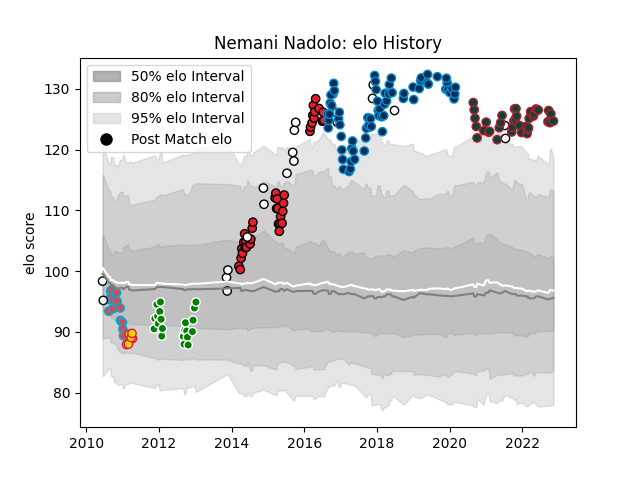 Nemani Nadolo: elo History
50% elo Interval
80% elo Interval
95% elo Interval
Post Match elo
elo score
130
120
110
100
90
80
2010
2012
2014
2016
2018
2020
2022